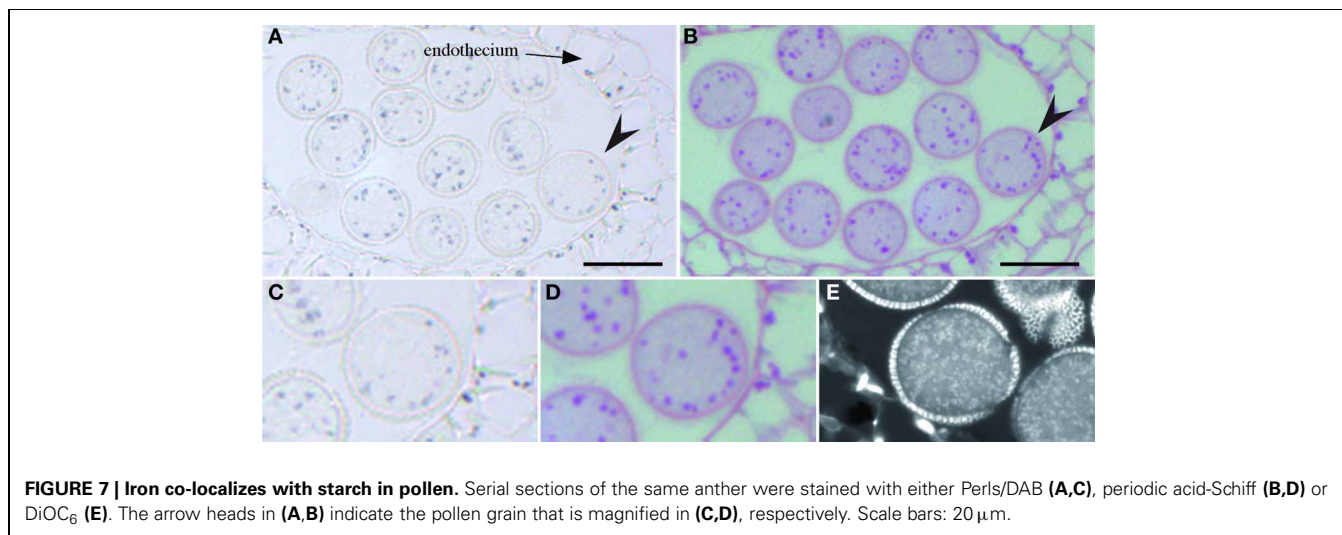 A
endothecium
B
C
D
E
FIGURE 7 | Iron co-localizes with starch in pollen. Serial sections of the same anther were stained with either Perls/DAB (A,C), periodic acid-Schiff (B,D) or
DiOC₆ (E). The arrow heads in (A,B) indicate the pollen grain that is magnified in (C,D), respectively. Scale bars: 20 μm.